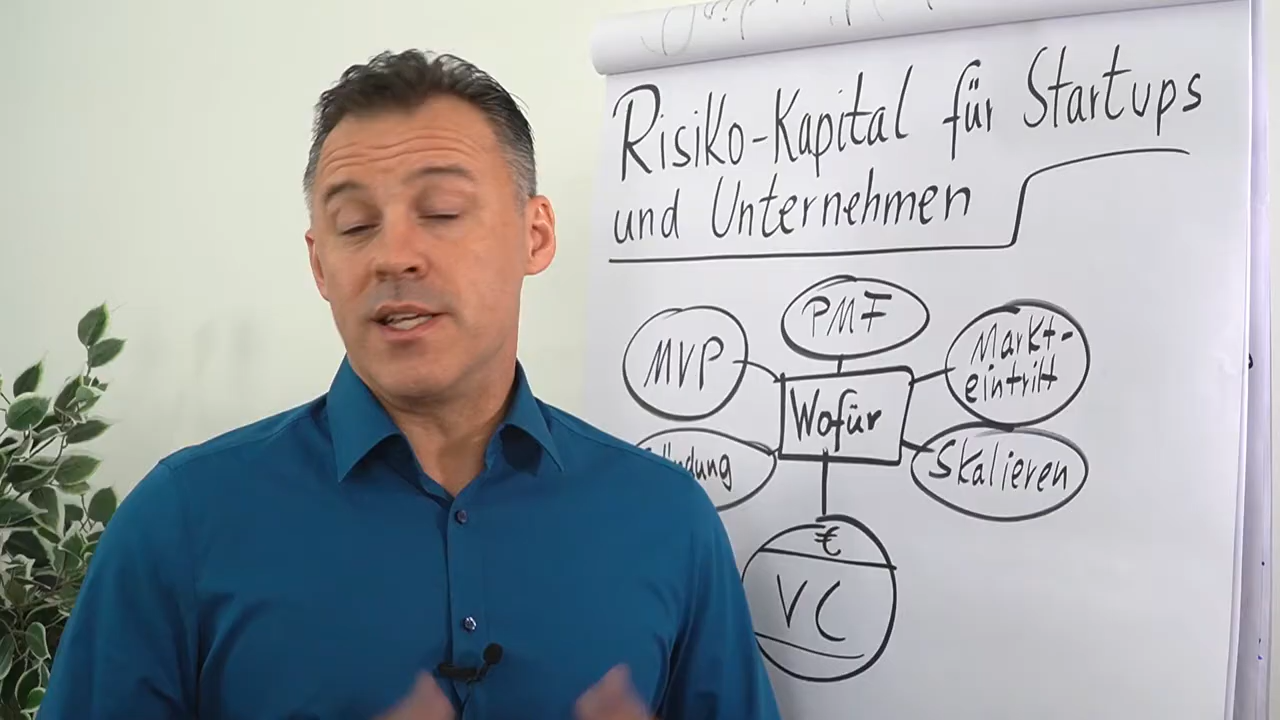 Risiko-Kapital für Startups
und Unternehmen
PMF
MVP
Markt-
eintritt
Wofür
Skalieren
€
VC